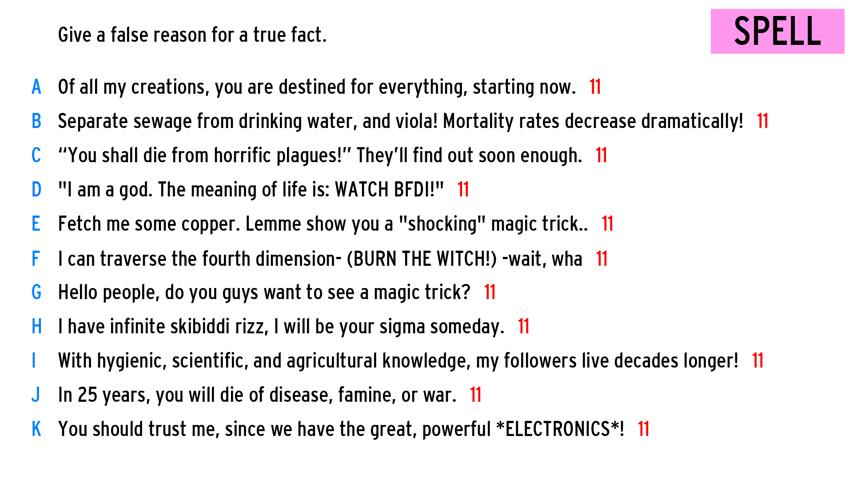 Give a false reason for a true fact.
SPELL
A Of all my creations, you are destined for everything, starting now. 11
B Separate sewage from drinking water, and viola! Mortality rates decrease dramatically! 11
C “You shall die from horrific plagues!” They’ll find out soon enough. 11
D "I am a god. The meaning of life is: WATCH BFDI!" 11
E Fetch me some copper. Lemme show you a "shocking" magic trick.. 11
F I can traverse the fourth dimension- (BURN THE WITCH!) -wait, wha 11
G Hello people, do you guys want to see a magic trick? 11
H I have infinite skibiddi rizz, I will be your sigma someday. 11
I With hygienic, scientific, and agricultural knowledge, my followers live decades longer! 11
J In 25 years, you will die of disease, famine, or war. 11
K You should trust me, since we have the great, powerful *ELECTRONICS*! 11